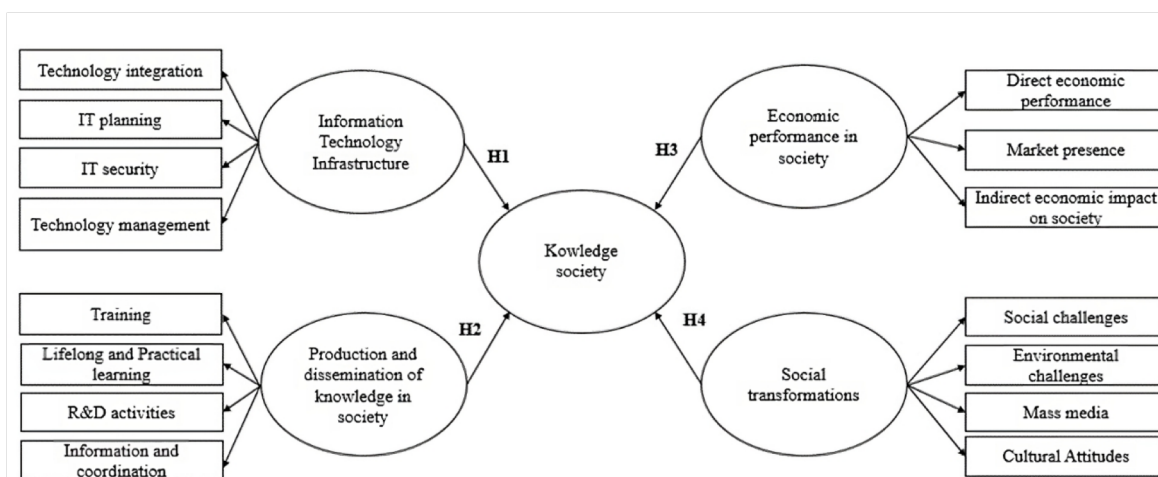 Technology integration
IT planning
IT security
Technology management
Information
Technology
Infrastructure
H1
Training
Lifelong and Practical
learning
R&D activities
Information and
coordination
Production and
dissemination of
knowledge in
society
H2
Kowledge
society
H3
Economic
performance in
society
Direct economic
performance
Market presence
Indirect economic impact
on society
H4
Social
transformations
Social challenges
Environmental
challenges
Mass media
Cultural Attitudes